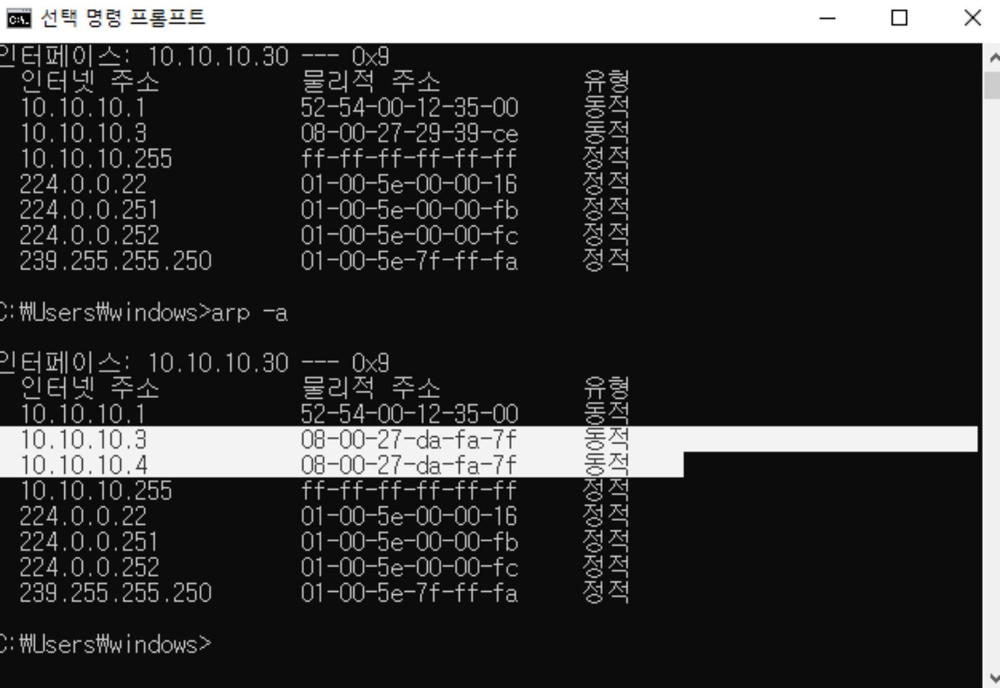 선택 명령 프롬프트
인터페이스: 10.10.10.30 --- 0x9
인터넷 주소 물리적 주소 유형
10.10.10.1 52-54-00-12-35-00 동적
10.10.10.3 08-00-27-29-39-ce 동적
10.10.10.255 ff-ff-ff-ff-ff-ff 정적
224.0.0.22 01-00-5e-00-00-16 정적
224.0.0.251 01-00-5e-00-00-fb 정적
224.0.0.252 01-00-5e-00-00-fc 정적
239.255.255.250 01-00-5e-7f-ff-fa 정적
C:₩Users₩windows>arp -a
인터페이스: 10.10.10.30 --- 0x9
인터넷 주소 물리적 주소 유형
10.10.10.1 52-54-00-12-35-00 동적
10.10.10.3 08-00-27-da-fa-7f 동적
10.10.10.4 08-00-27-da-fa-7f 동적
10.10.10.255 ff-ff-ff-ff-ff-ff 정적
224.0.0.22 01-00-5e-00-00-16 정적
224.0.0.251 01-00-5e-00-00-fb 정적
224.0.0.252 01-00-5e-00-00-fc 정적
239.255.255.250 01-00-5e-7f-ff-fa 정적
C:₩Users₩windows>